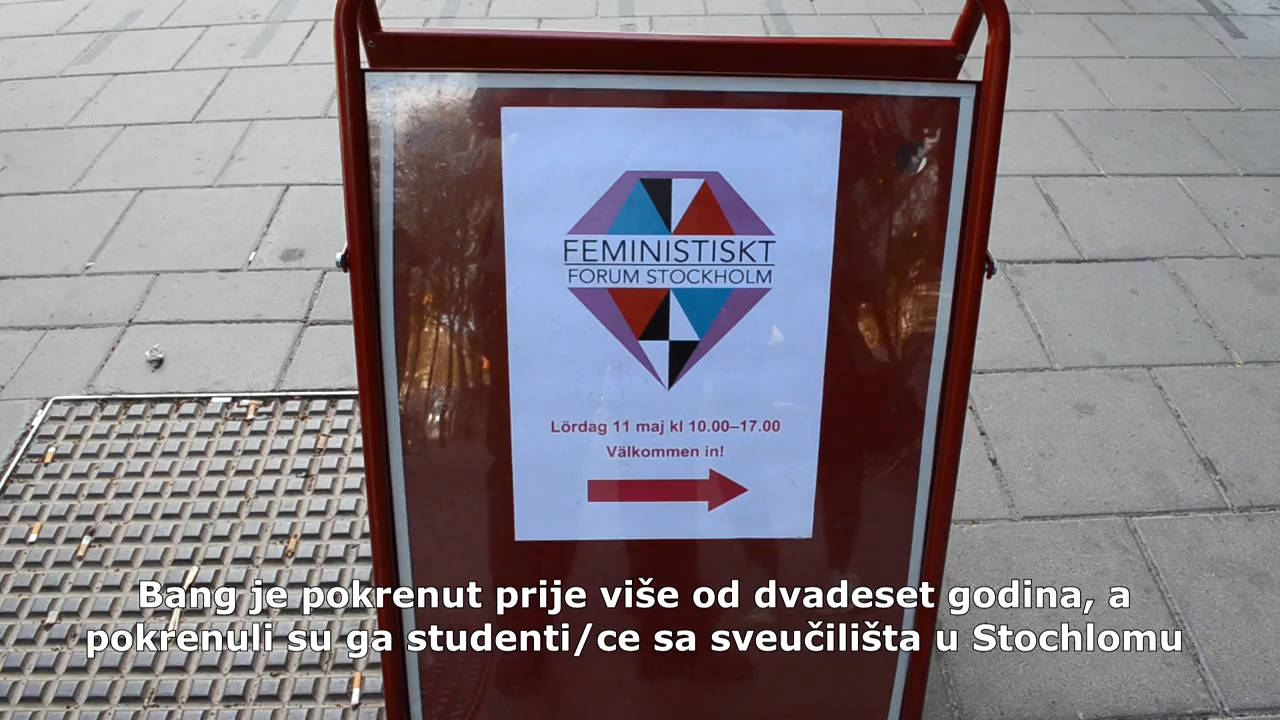 FEMINISTISKT
FORUM STOCKHOLM
Lördag 11 maj kl 10.00–17.00
Välkommen in!
Bang je pokrenut prije više od dvadeset godina, a
pokrenuli su ga studenti/ce sa sveučilišta u Stochlomu